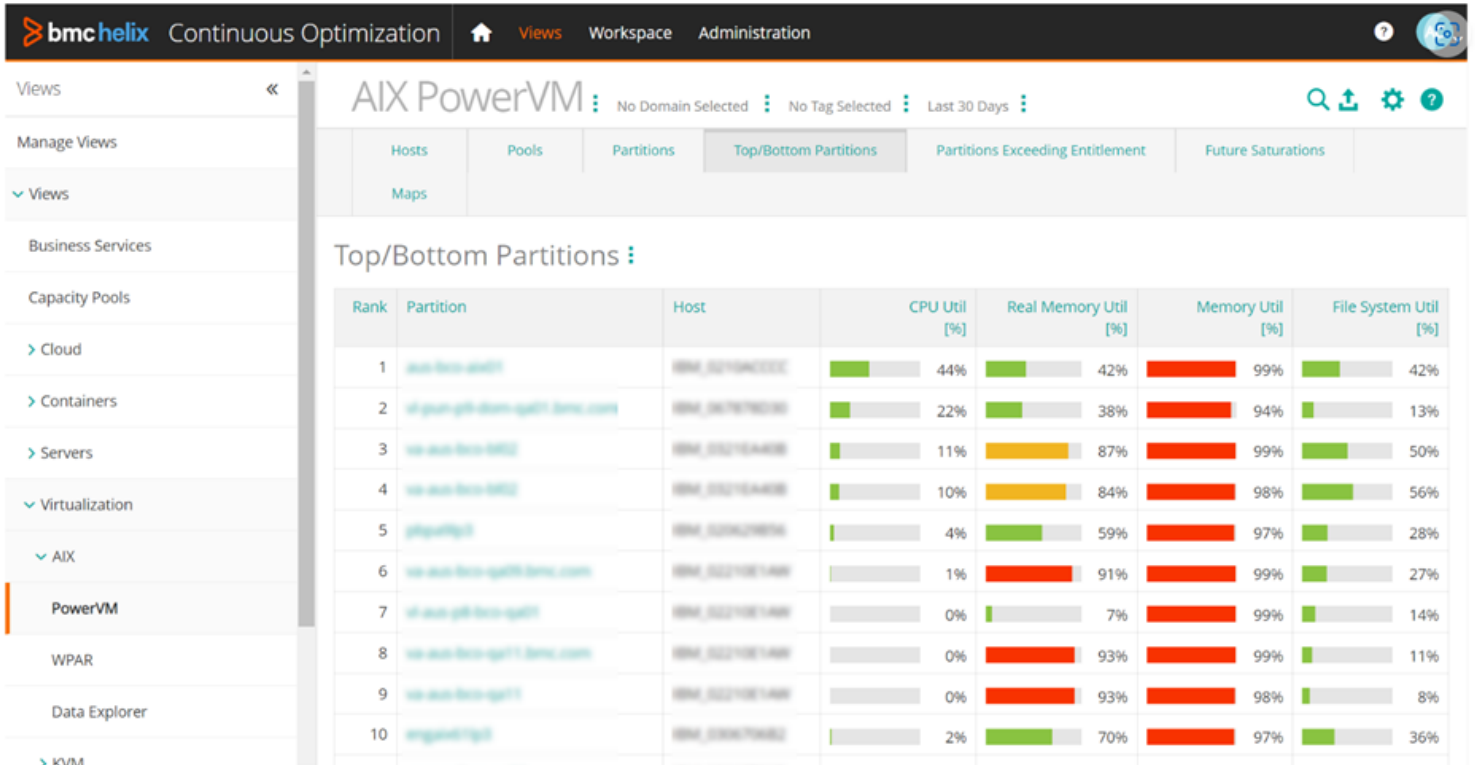 bmc helix Continuous Optimization Views Workspace Administration ?
Views «
Manage Views
Views
Business Services
Capacity Pools
Cloud
Containers
Servers
Virtualization
AIX
PowerVM
WPAR
Data Explorer
KVM
AIX PowerVM No Domain Selected No Tag Selected Last 30 Days ?
Hosts Pools Partitions Top/Bottom Partitions Partitions Exceeding Entitlement Future Saturations
Maps
Top/Bottom Partitions
Rank Partition Host CPU Util [%] Real Memory Util [%] Memory Util [%] File System Util [%]
1 44% 42% 99% 42%
2 22% 38% 94% 13%
3 11% 87% 99% 50%
4 10% 84% 98% 56%
5 4% 59% 97% 28%
6 1% 91% 99% 27%
7 0% 7% 99% 14%
8 0% 93% 99% 11%
9 0% 93% 98% 8%
10 2% 70% 97% 36%